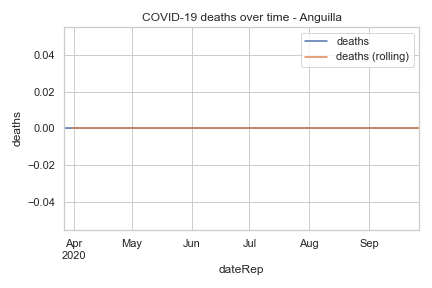 COVID-19 deaths over time - Anguilla
deaths
deaths (rolling)
0.04
0.02
0.00
−0.02
−0.04
deaths
Apr May Jun Jul Aug Sep
2020
dateRep